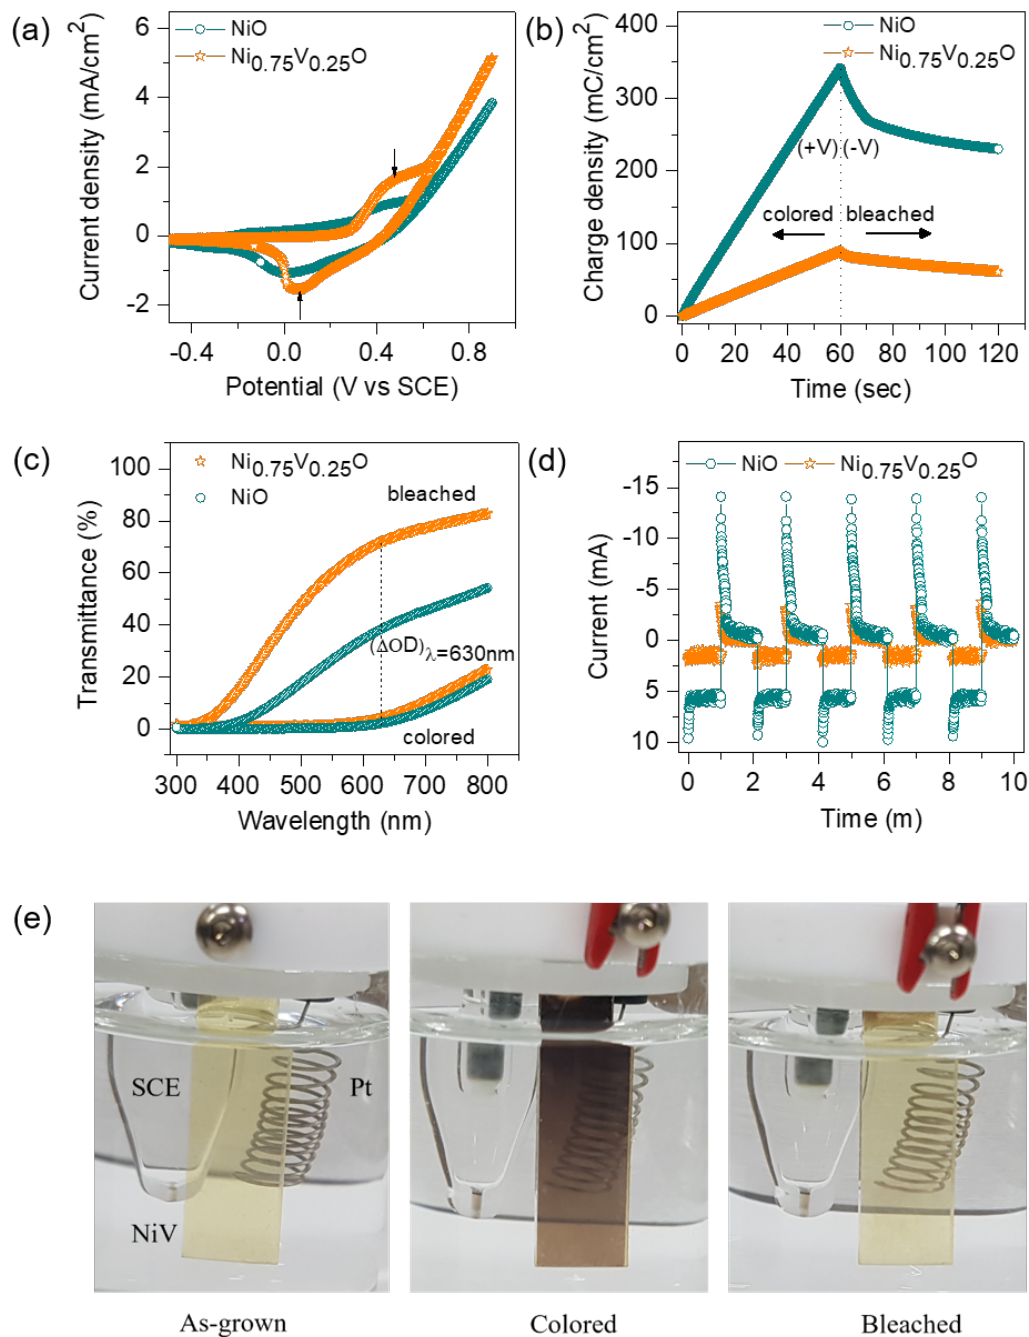 (a)
NiO
Ni0.75V0.25O
Current density (mA/cm2)
6
4
2
0
-2
-0.4
0.0
0.4
0.8
Potential (V vs SCE)
(b)
NiO
Ni0.75V0.25O
Charge density (mC/cm2)
400
300
200
100
0
(+V) (-V)
colored bleached
0
20
40
60
80
100
120
Time (sec)
(c)
Ni0.75V0.25O
NiO
Transmittance (%)
100
80
60
40
20
0
bleached
(ΔOD)λ=630nm
colored
300
400
500
600
700
800
Wavelength (nm)
(d)
NiO Ni0.75V0.25O
Current (mA)
-15
-10
-5
0
5
10
0
2
4
6
8
10
Time (m)
(e)
SCE
Pt
NiV
As-grown
Colored
Bleached